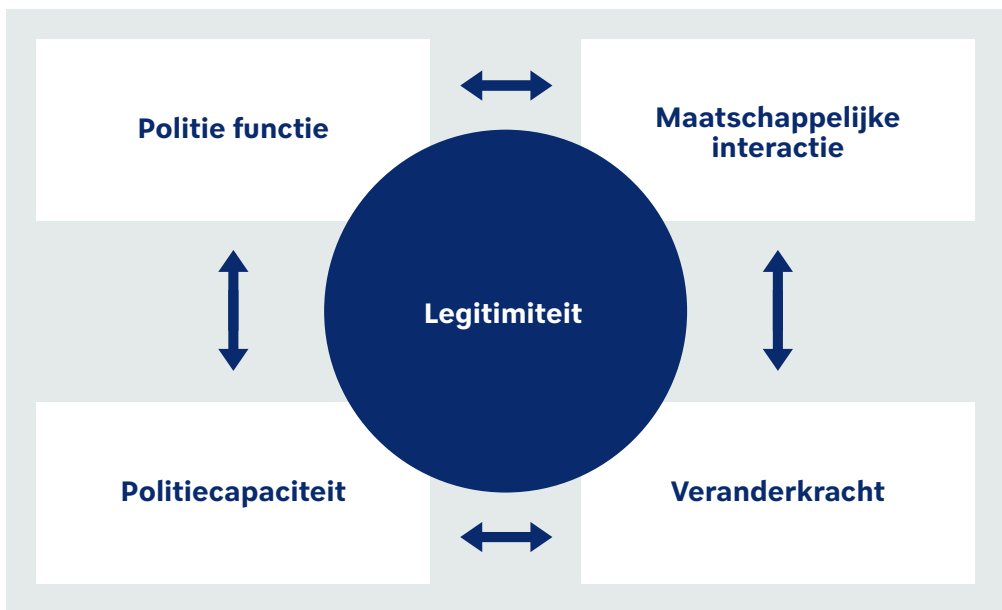 Politie functie
Maatschappelijke
interactie
Legitimiteit
Politiecapaciteit
Veranderkracht